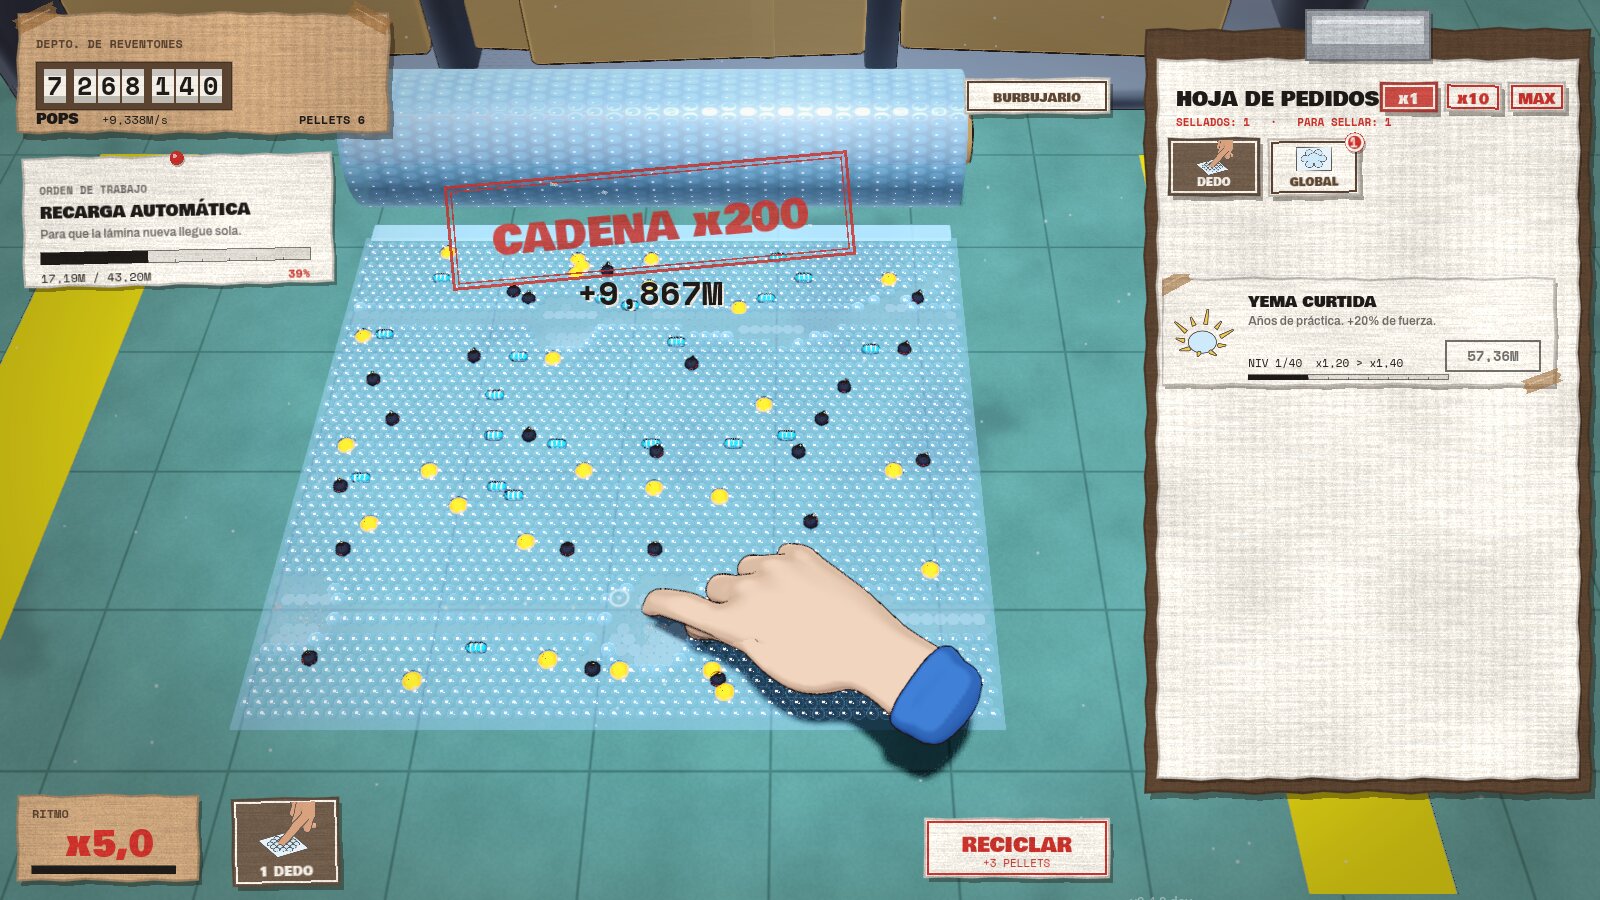 DEPTO. DE REVENTONES
7 268 140
POPS +9,338M/s PELLETS 6
ORDEN DE TRABAJO
RECARGA AUTOMÁTICA
Para que la lámina nueva llegue sola.
17,19M / 43,20M 39%
BURBUJARIO
CADENA x200
+9,867M
HOJA DE PEDIDOS x1 x10 MAX
SELLADOS: 1 · PARA SELLAR: 1
DEDO
1
GLOBAL
YEMA CURTIDA
Años de práctica. +20% de fuerza.
NIV 1/40 x1,20 > x1,40
57,36M
RITMO
x5,0
1 DEDO
RECICLAR
+3 PELLETS